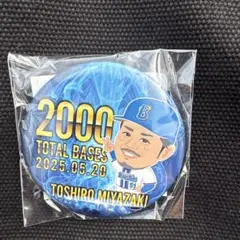 2000
TOTAL BASES
2025.05.20
TOSHIRO MIYAZAKI